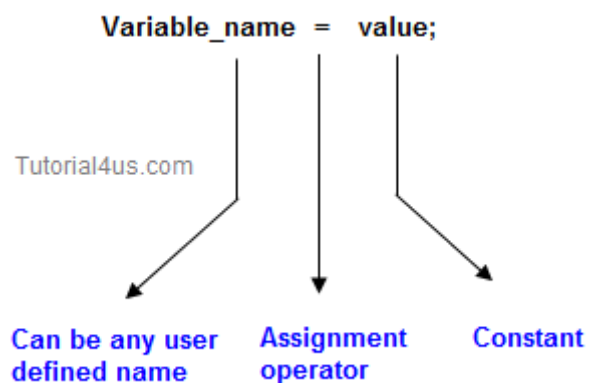 Variable_name = value;
Tutorial4us.com
Can be any user
defined name
Assignment
operator
Constant